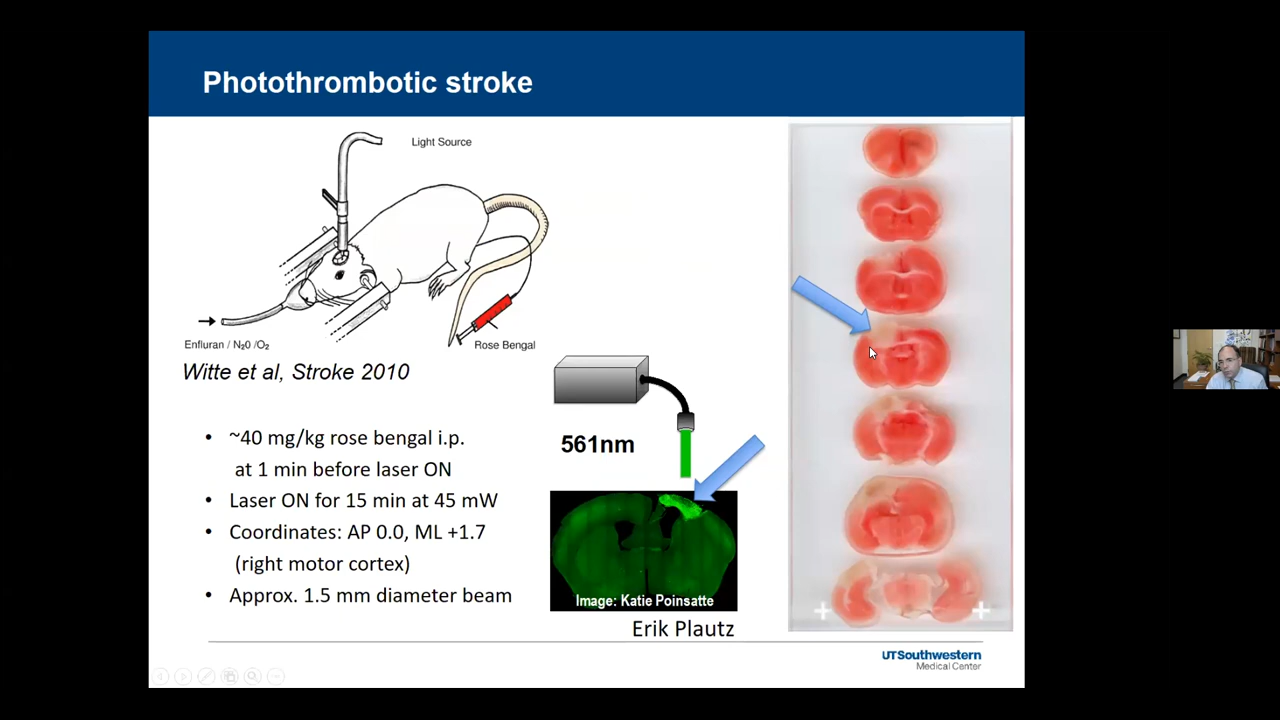 Photothrombotic stroke
Light Source
Enfluran / N20 /O2
Rose Bengal
Witte et al, Stroke 2010
• ~40 mg/kg rose bengal i.p.
at 1 min before laser ON
• Laser ON for 15 min at 45 mW
• Coordinates: AP 0.0, ML +1.7
(right motor cortex)
• Approx. 1.5 mm diameter beam
561nm
Image: Katie Poinsatte
Erik Plautz
UTSouthwestern
Medical Center